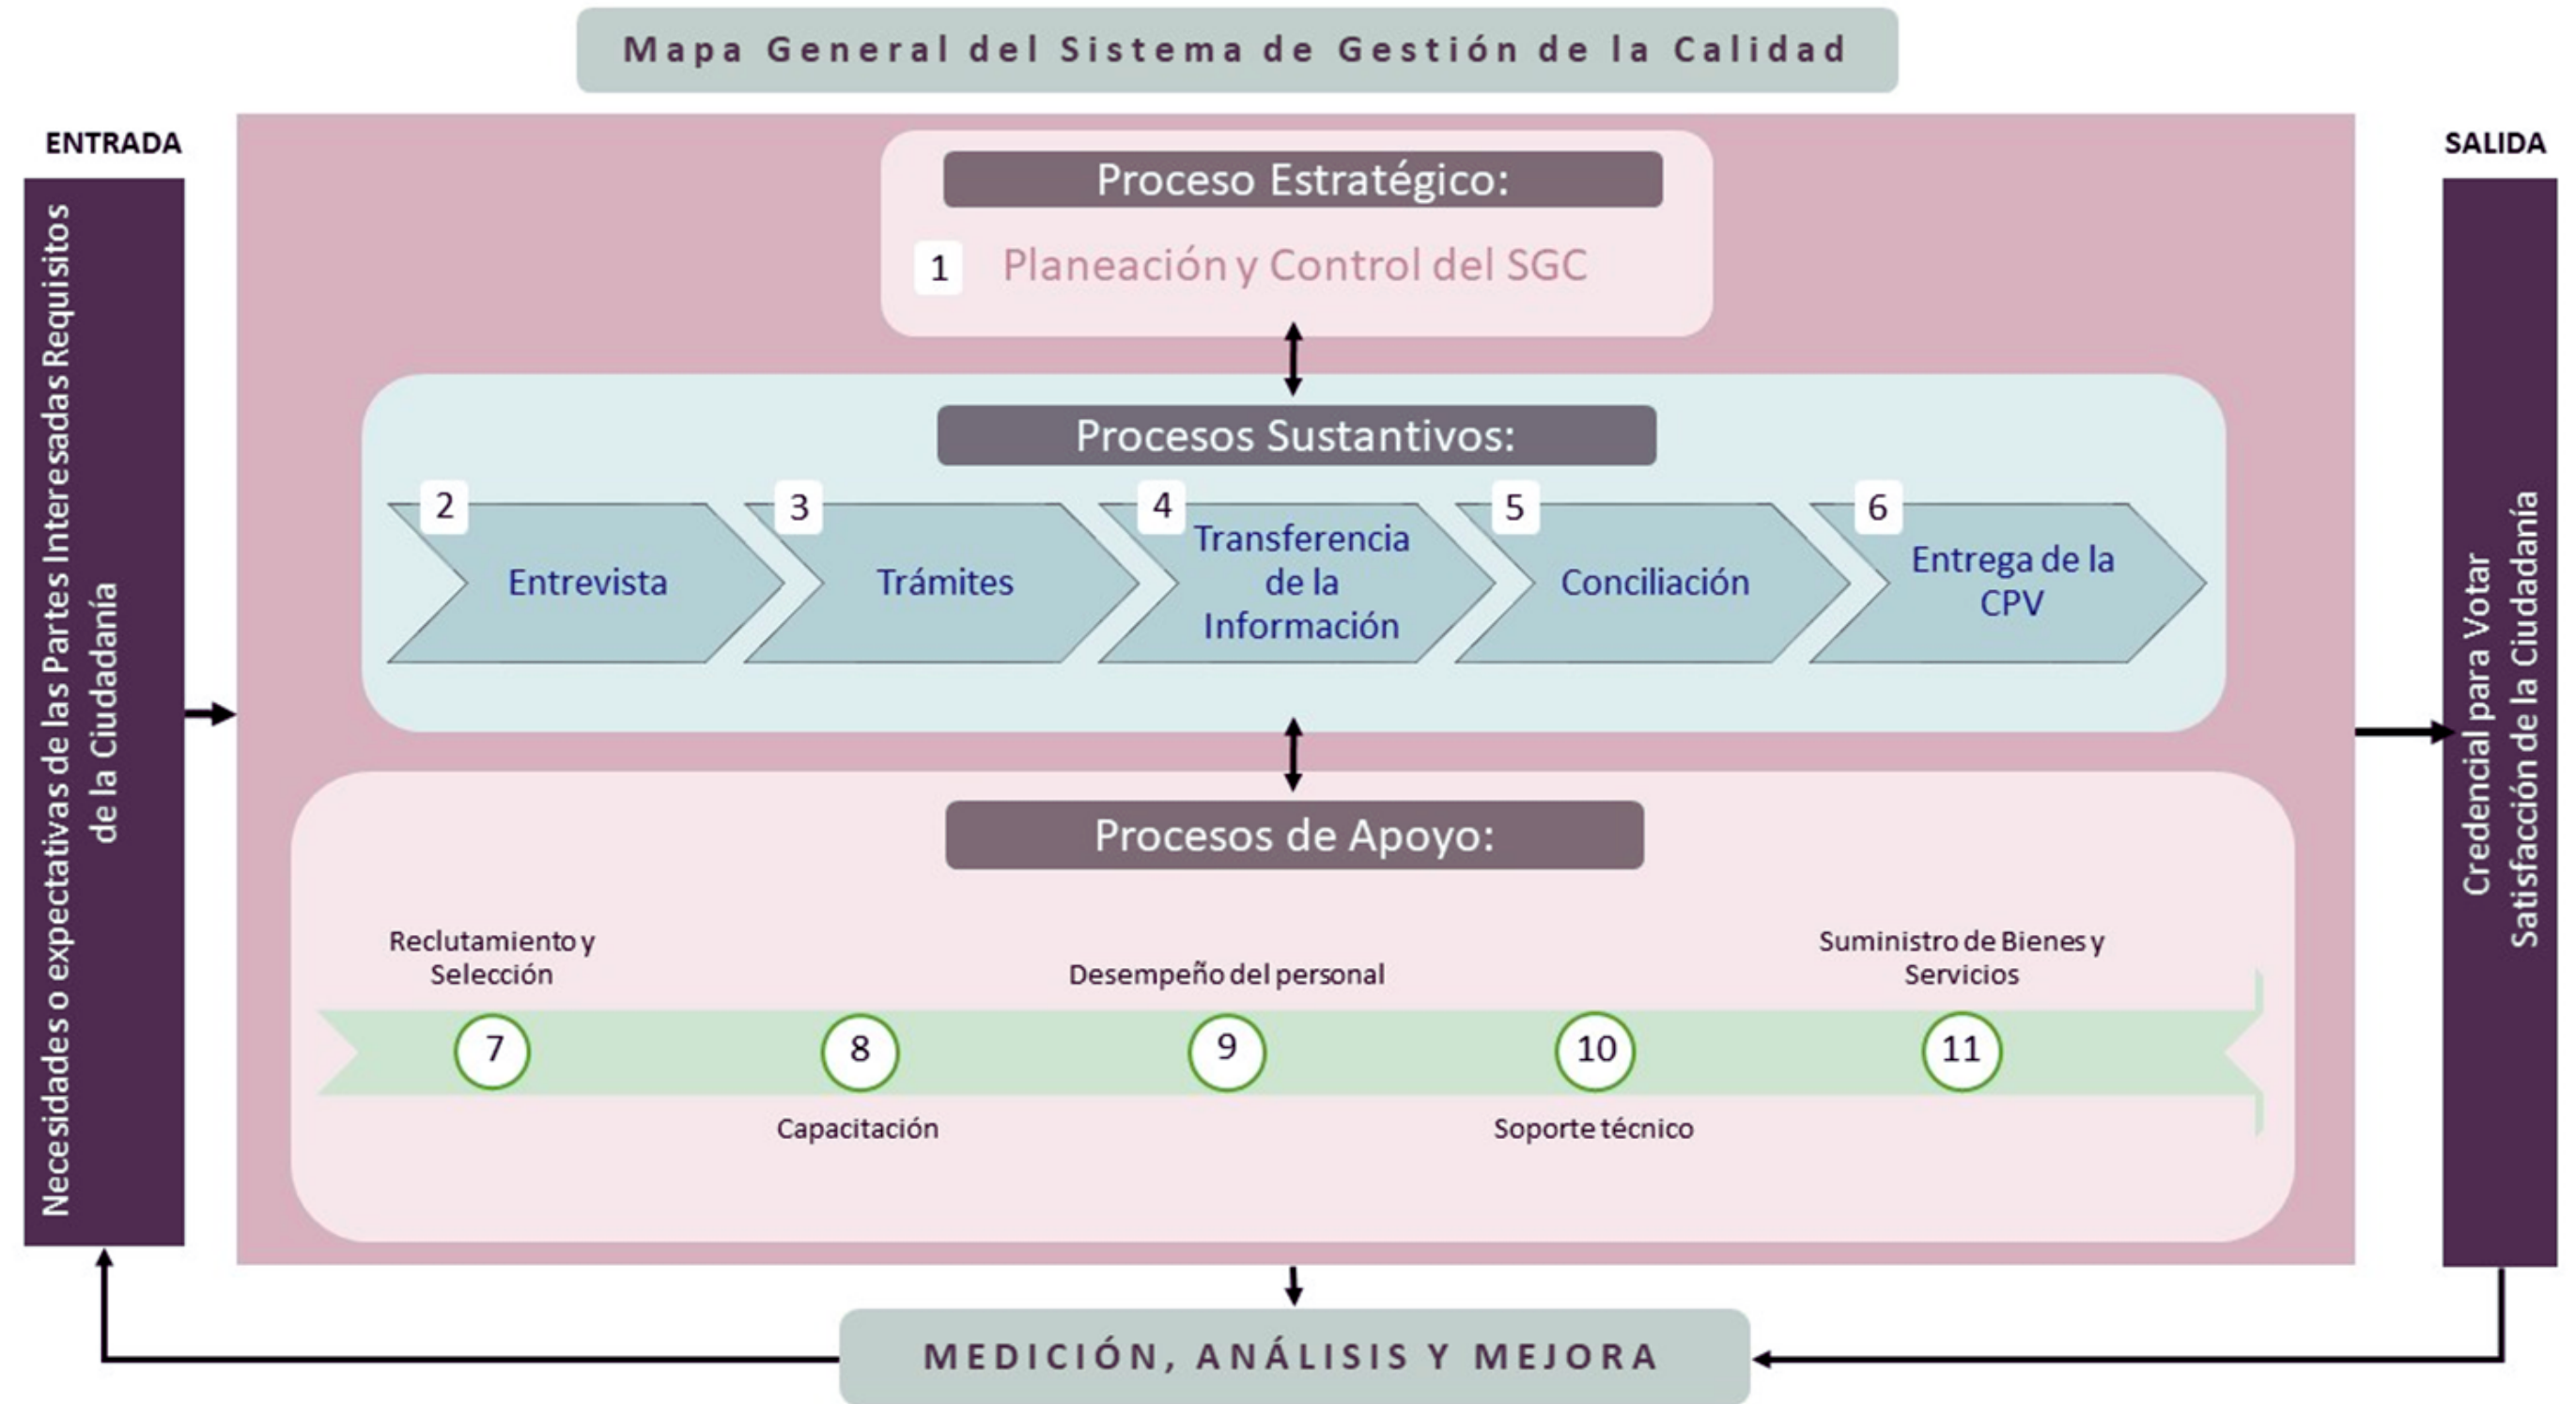 Mapa General del Sistema de Gestión de la Calidad
ENTRADA
SALIDA
Necesidades o expectativas de las Partes Interesadas Requisitos
de la Ciudadanía
Proceso Estratégico:
1
Planeación y Control del SGC
Procesos Sustantivos:
2
Entrevista
3
Trámites
4
Transferencia
de la
Información
5
Conciliación
6
Entrega de la
CPV
Procesos de Apoyo:
Reclutamiento y
Selección
7
8
Capacitación
Desempeño del personal
9
10
Soporte técnico
Suministro de Bienes y
Servicios
11
Credencial para Votar
Satisfacción de la Ciudadanía
MEDICIÓN, ANÁLISIS Y MEJORA